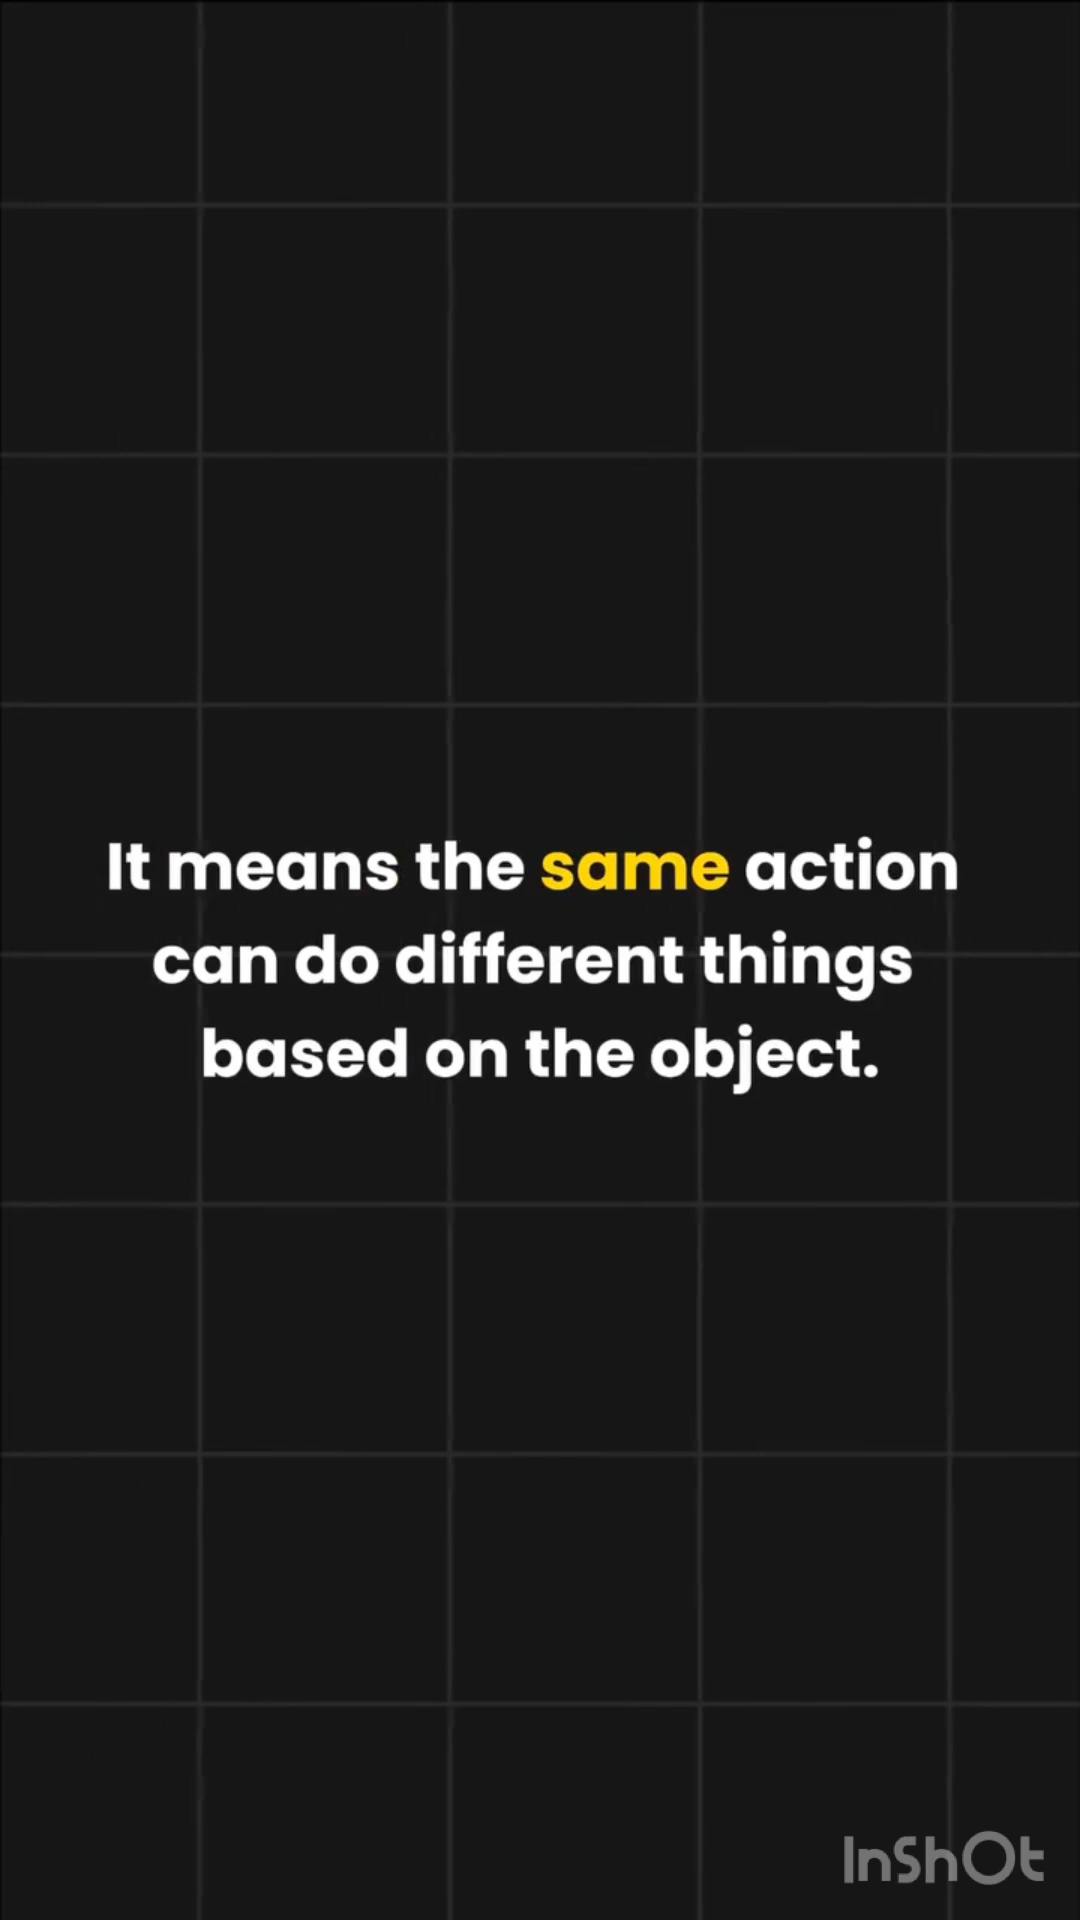 It means the same action
can do different things
based on the object.
InShOt